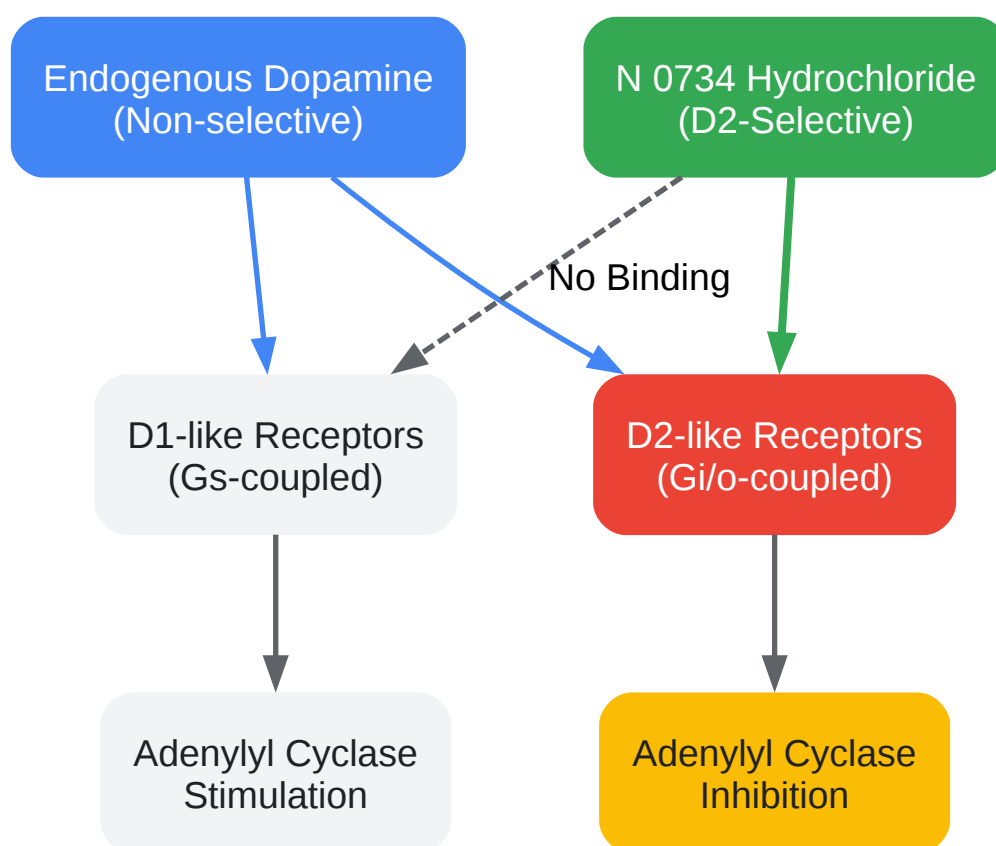 Endogenous Dopamine
(Non-selective)
N 0734 Hydrochloride
(D2-Selective)
No Binding
D1-like Receptors
(Gs-coupled)
D2-like Receptors
(Gi/o-coupled)
Adenylyl Cyclase
Stimulation
Adenylyl Cyclase
Inhibition